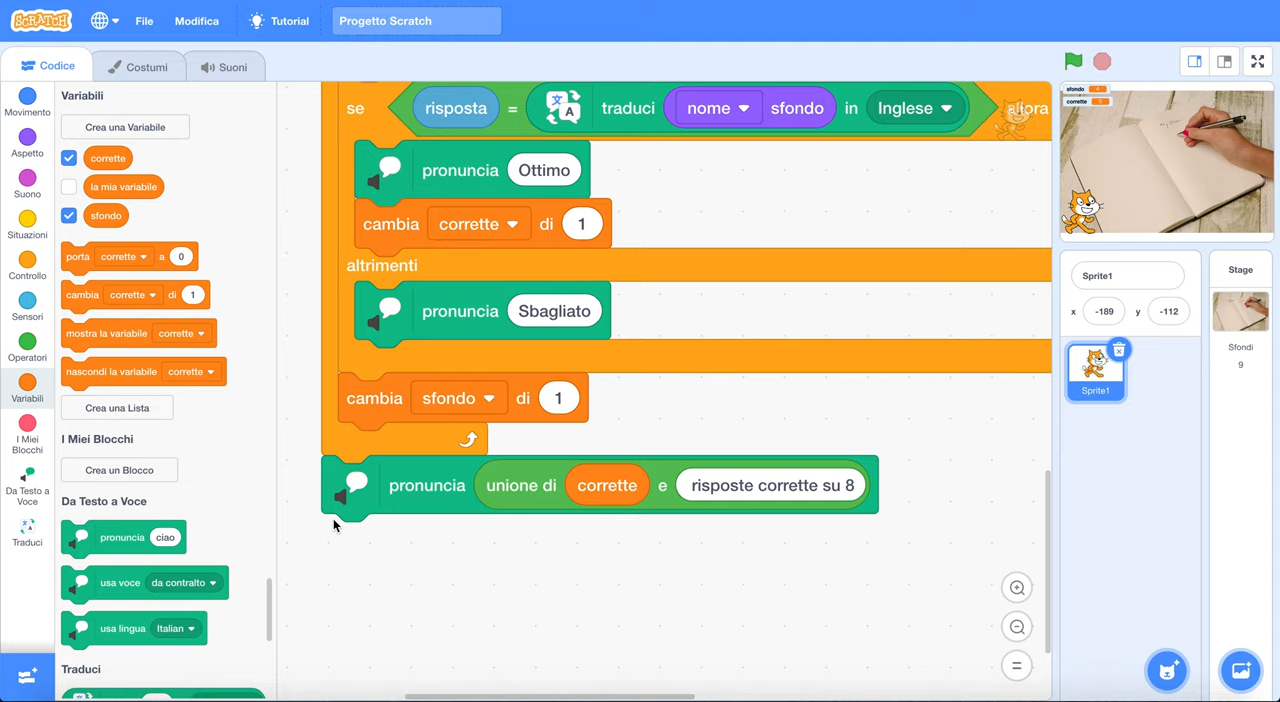 SCRATCH
File
Modifica
Tutorial
Progetto Scratch
Codice
Costumi
Suoni
Movimento
Aspetto
Suono
Situazioni
Controllo
Sensori
Operatori
Variabili
I Miei
Blocchi
Da Testo a
Voce
Traduci
Variabili
Crea una Variabile
corrette
la mia variabile
sfondo
porta corrette a 0
cambia corrette di 1
mostra la variabile corrette
nascondi la variabile corrette
Crea una Lista
I Miei Blocchi
Crea un Blocco
Da Testo a Voce
pronuncia ciao
usa voce da contralto
usa lingua Italian
Traduci
se risposta = traduci nome sfondo in Inglese allora
pronuncia Ottimo
cambia corrette di 1
altrimenti
pronuncia Sbagliato
cambia sfondo di 1
pronuncia unione di corrette e risposte corrette su 8
sfondo
corrette
Sprite1
x -189 y -112
Sprite1
Stage
Sfondi
9